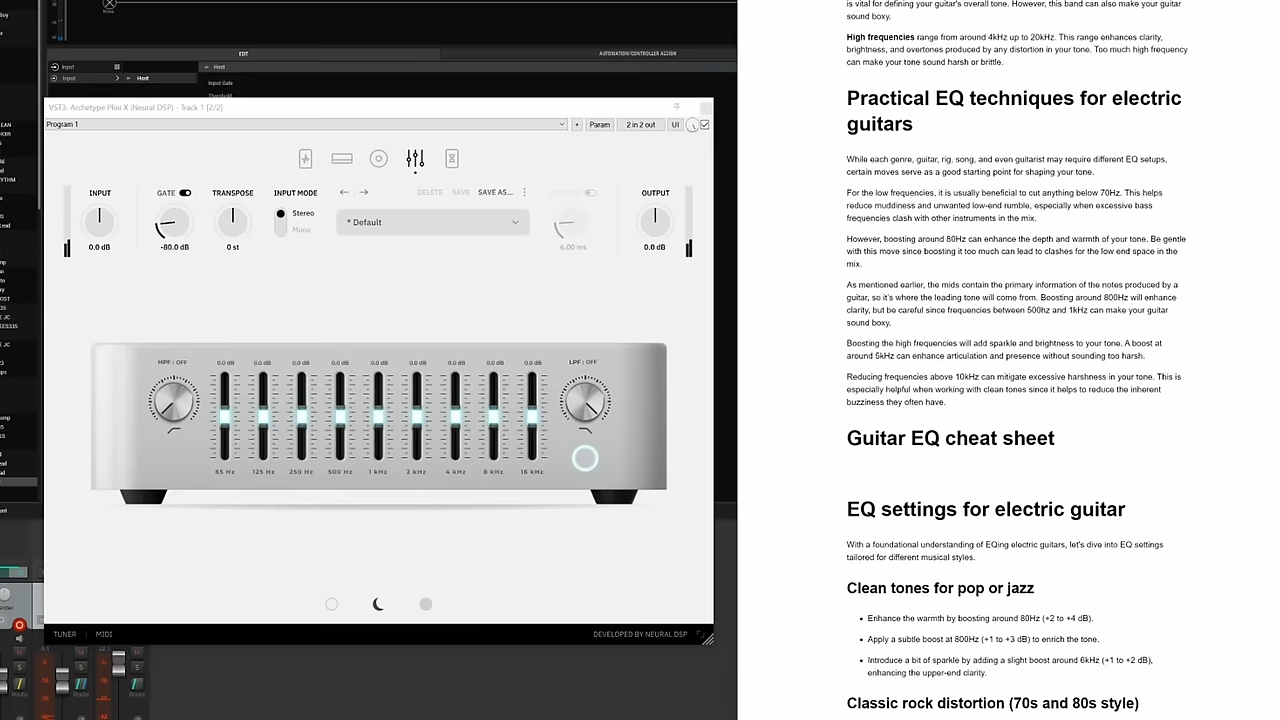 EDIT
AUTOMATION/CONTROLLER ASSIGN
Input
Host
Input
Host
Input Gate
Threshold
VST3: Archetype Plini X (Neural DSP) - Track 1 [2/2]
Program 1
+
Param
2 in 2 out
UI
INPUT
GATE
TRANSPOSE
INPUT MODE
DELETE
SAVE
SAVE AS...
OUTPUT
Stereo
Mono
* Default
0.0 dB
-80.0 dB
0 st
6.00 ms
0.0 dB
HPF: OFF
0.0 dB
0.0 dB
0.0 dB
0.0 dB
0.0 dB
0.0 dB
0.0 dB
0.0 dB
0.0 dB
LPF: OFF
65 Hz
125 Hz
250 Hz
500 Hz
1 kHz
2 kHz
4 kHz
8 kHz
16 kHz
TUNER
MIDI
DEVELOPED BY NEURAL DSP
is vital for defining your guitar's overall tone. However, this band can also make your guitar
sound boxy.
High frequencies range from around 4kHz up to 20kHz. This range enhances clarity,
brightness, and overtones produced by any distortion in your tone. Too much high frequency
can make your tone sound harsh or brittle.
Practical EQ techniques for electric
guitars
While each genre, guitar, rig, song, and even guitarist may require different EQ setups,
certain moves serve as a good starting point for shaping your tone.
For the low frequencies, it is usually beneficial to cut anything below 70Hz. This helps
reduce muddiness and unwanted low-end rumble, especially when excessive bass
frequencies clash with other instruments in the mix.
However, boosting around 80Hz can enhance the depth and warmth of your tone. Be gentle
with this move since boosting it too much can lead to clashes for the low end space in the
mix.
As mentioned earlier, the mids contain the primary information of the notes produced by a
guitar, so it's where the leading tone will come from. Boosting around 800Hz will enhance
clarity, but be careful since frequencies between 500hz and 1kHz can make your guitar
sound boxy.
Boosting the high frequencies will add sparkle and brightness to your tone. A boost at
around 5kHz can enhance articulation and presence without sounding too harsh.
Reducing frequencies above 10kHz can mitigate excessive harshness in your tone. This is
especially helpful when working with clean tones since it helps to reduce the inherent
buzziness they often have.
Guitar EQ cheat sheet
EQ settings for electric guitar
With a foundational understanding of EQing electric guitars, let's dive into EQ settings
tailored for different musical styles.
Clean tones for pop or jazz
• Enhance the warmth by boosting around 80Hz (+2 to +4 dB).
• Apply a subtle boost at 800Hz (+1 to +3 dB) to enrich the tone.
• Introduce a bit of sparkle by adding a slight boost around 6kHz (+1 to +2 dB),
enhancing the upper-end clarity.
Classic rock distortion (70s and 80s style)